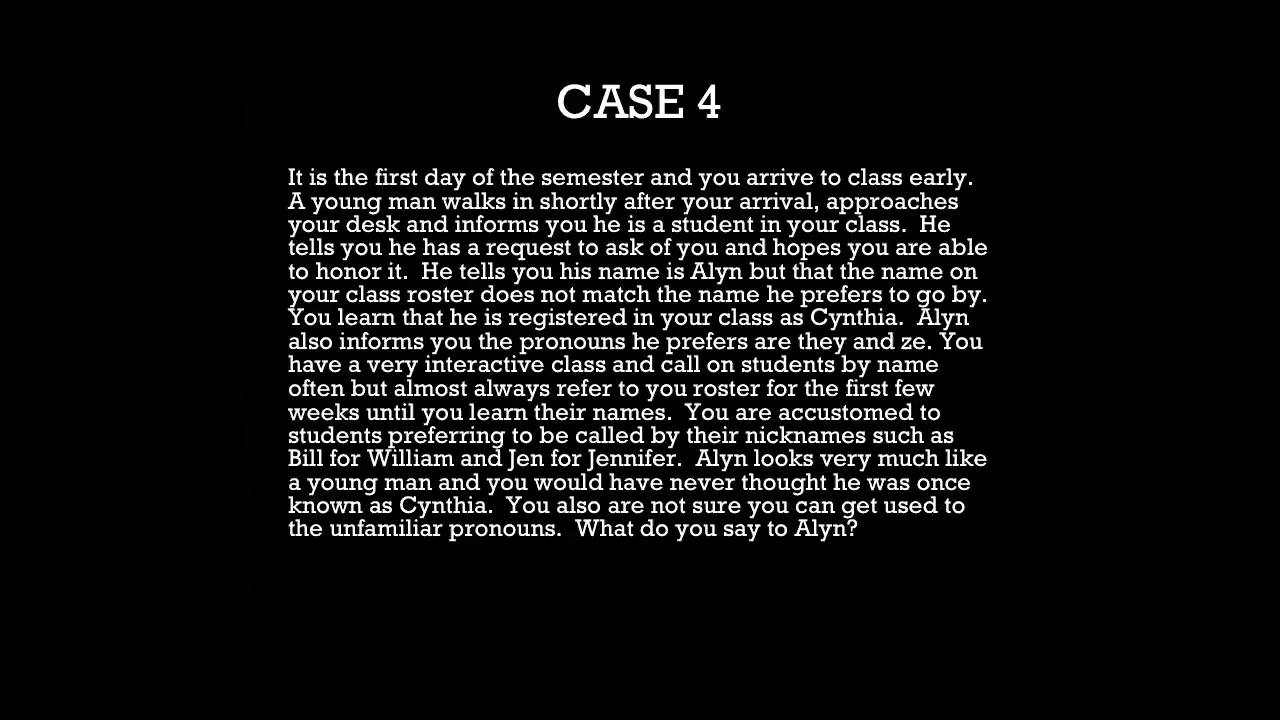 CASE 4
It is the first day of the semester and you arrive to class early.
A young man walks in shortly after your arrival, approaches
your desk and informs you he is a student in your class.  He
tells you he has a request to ask of you and hopes you are able
to honor it.  He tells you his name is Alyn but that the name on
your class roster does not match the name he prefers to go by.
You learn that he is registered in your class as Cynthia.  Alyn
also informs you the pronouns he prefers are they and ze. You
have a very interactive class and call on students by name
often but almost always refer to you roster for the first few
weeks until you learn their names.  You are accustomed to
students preferring to be called by their nicknames such as
Bill for William and Jen for Jennifer.  Alyn looks very much like
a young man and you would have never thought he was once
known as Cynthia.  You also are not sure you can get used to
the unfamiliar pronouns.  What do you say to Alyn?